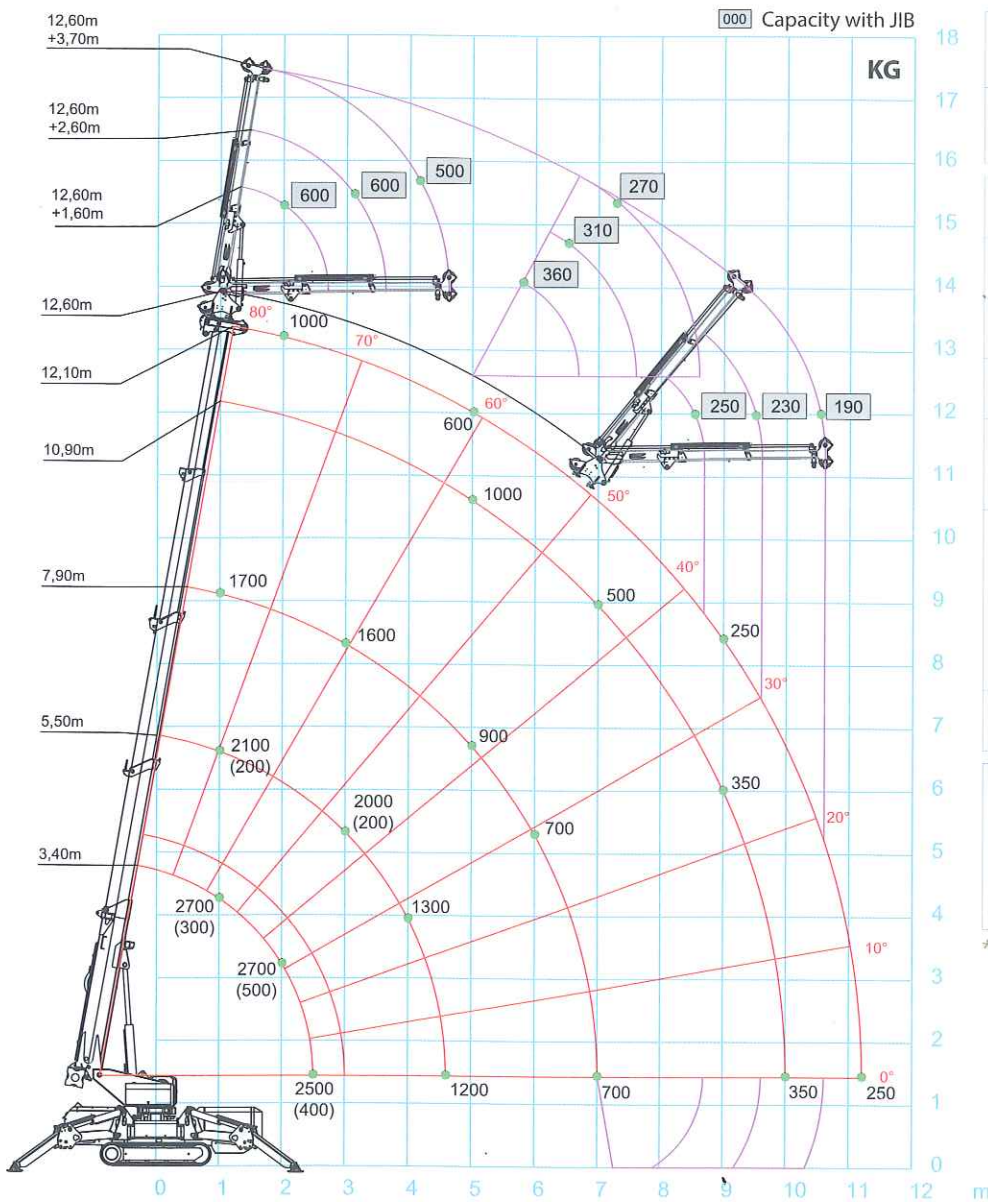 12,60m
+3,70m
000 Capacity with JIB
18
KG
17
12,60m
+2,60m
16
600 600 500 270
12,60m
+1,60m
15
310
360
14
12,60m
80° 1000
70°
13
12,10m
60°
600
250 230 190
12
10,90m
11
1000
50°
10
40°
7,90m
1700
500
9
1600
250
8
30°
7
5,50m
2100
(200)
900
2000
(200)
350
6
700
20°
5
3,40m
2700
(300)
1300
4
10°
2700
(500)
3
2
0°
2500
(400)
1200 700 350 250
1
0
0 1 2 3 4 5 6 7 8 9 10 11 12 m